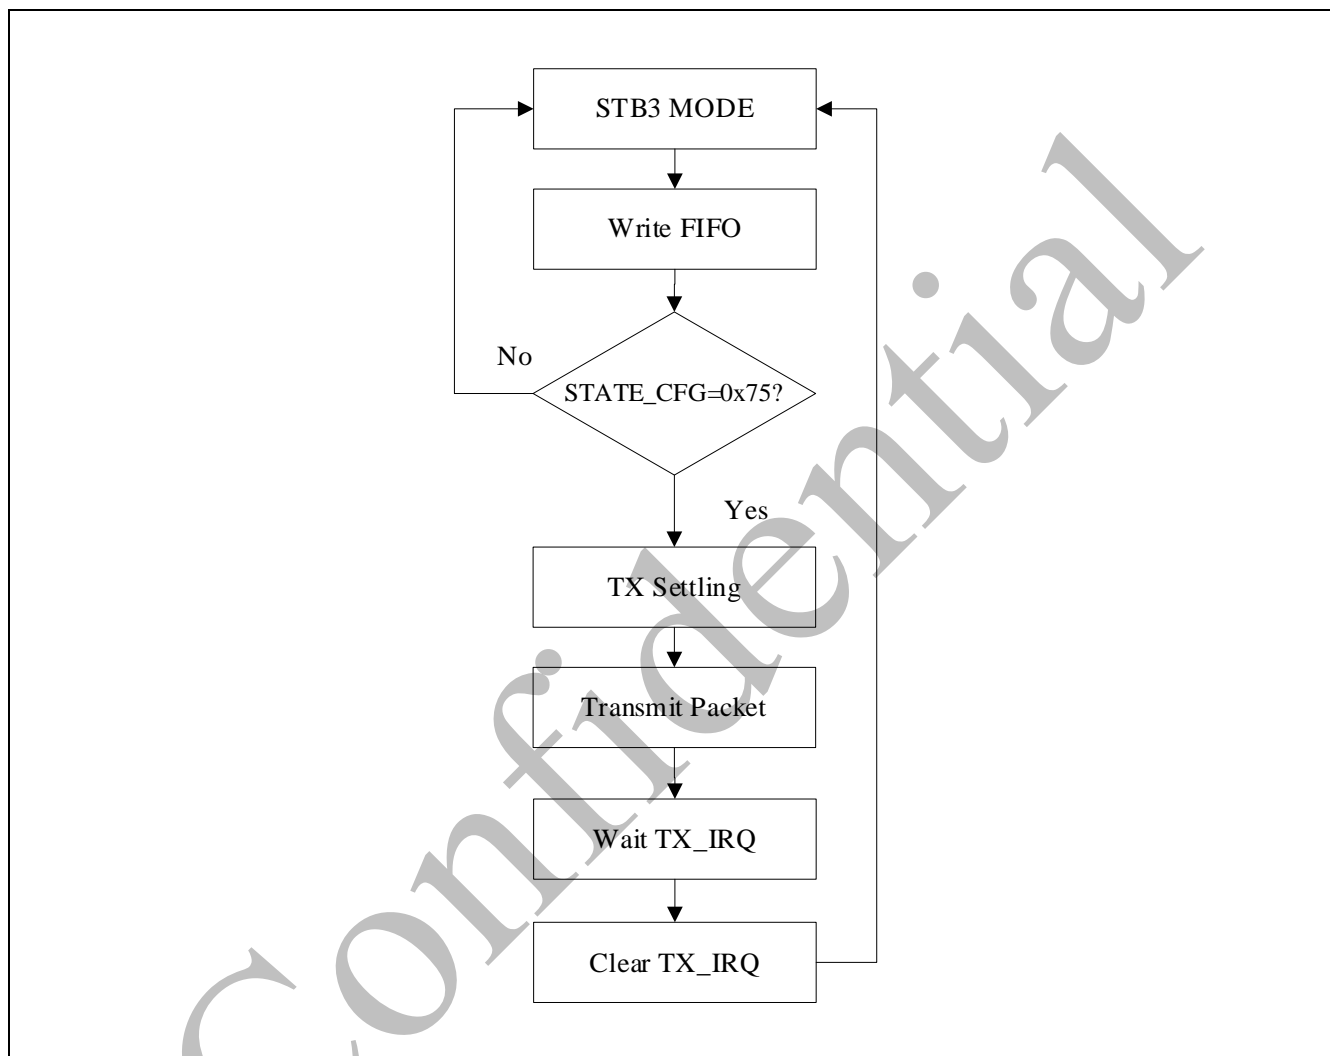 STB3 MODE
Write FIFO
No
STATE_CFG=0x75?
Yes
TX Settling
Transmit Packet
Wait TX_IRQ
Clear TX_IRQ
Confidential